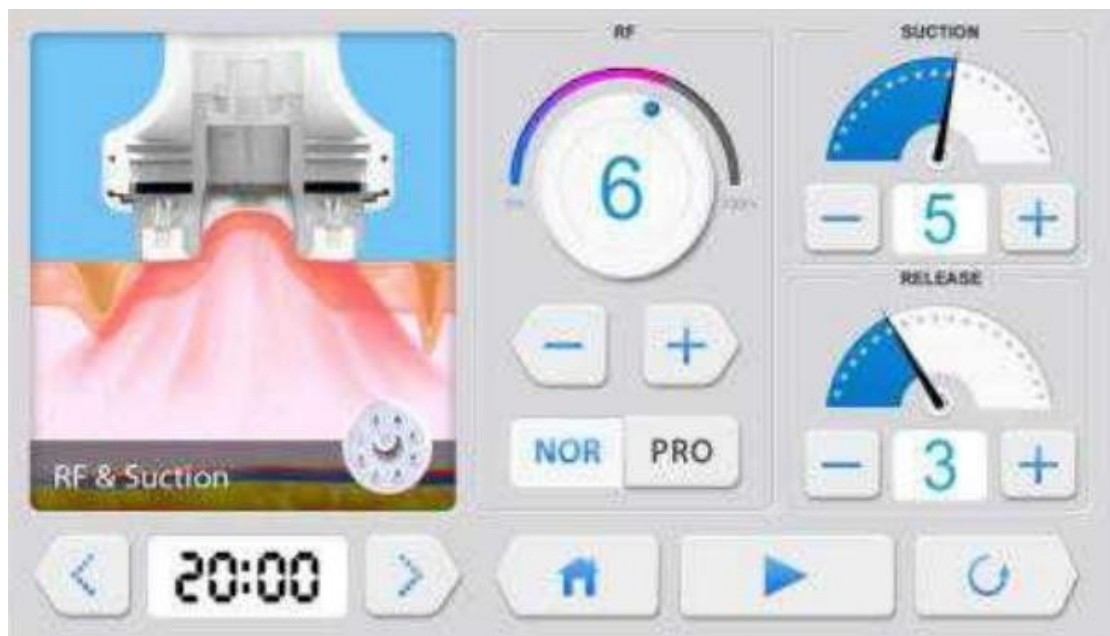 RF
SUCTION
6
5
RELEASE
NOR
PRO
3
RF & Suction
20:00